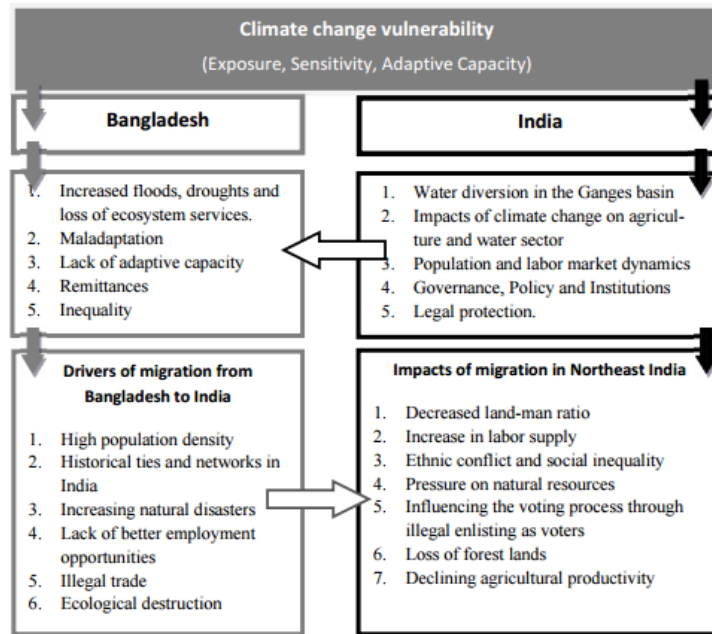 Climate change vulnerability
(Exposure, Sensitivity, Adaptive Capacity)
Bangladesh
1. Increased floods, droughts and
loss of ecosystem services.
2. Maladaptation
3. Lack of adaptive capacity
4. Remittances
5. Inequality
Drivers of migration from
Bangladesh to India
1. High population density
2. Historical ties and networks in
India
3. Increasing natural disasters
4. Lack of better employment
opportunities
5. Illegal trade
6. Ecological destruction
India
1. Water diversion in the Ganges basin
2. Impacts of climate change on agricul-
ture and water sector
3. Population and labor market dynamics
4. Governance, Policy and Institutions
5. Legal protection.
Impacts of migration in Northeast India
1. Decreased land-man ratio
2. Increase in labor supply
3. Ethnic conflict and social inequality
4. Pressure on natural resources
5. Influencing the voting process through
illegal enlisting as voters
6. Loss of forest lands
7. Declining agricultural productivity